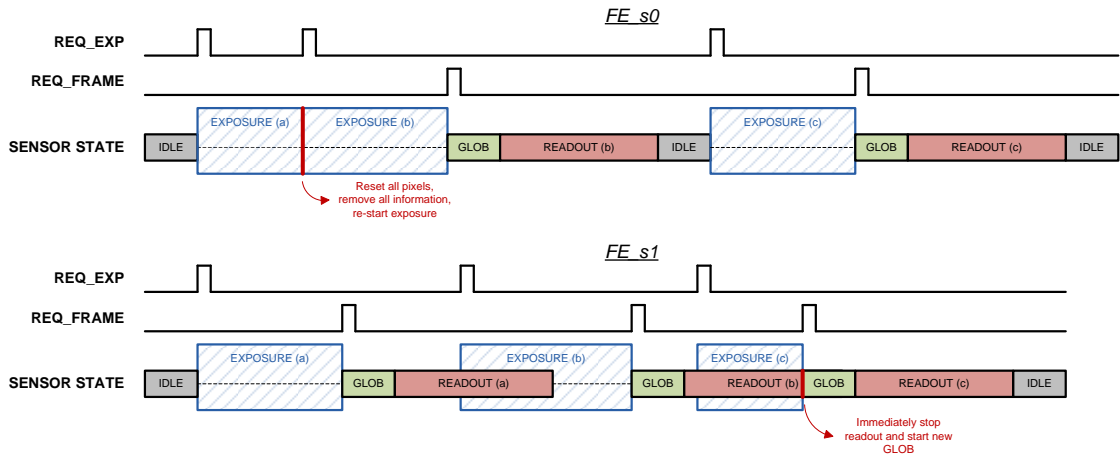 FE_s0
REQ_EXP
REQ_FRAME
EXPOSURE (a)
EXPOSURE (b)
EXPOSURE (c)
SENSOR STATE
IDLE
GLOB
READOUT (b)
IDLE
GLOB
READOUT (c)
IDLE
Reset all pixels,
remove all information,
re-start exposure
FE_s1
REQ_EXP
REQ_FRAME
EXPOSURE (a)
EXPOSURE (b)
EXPOSURE (c)
SENSOR STATE
IDLE
GLOB
READOUT (a)
GLOB
READOUT (b)
GLOB
READOUT (c)
IDLE
Immediately stop
readout and start new
GLOB